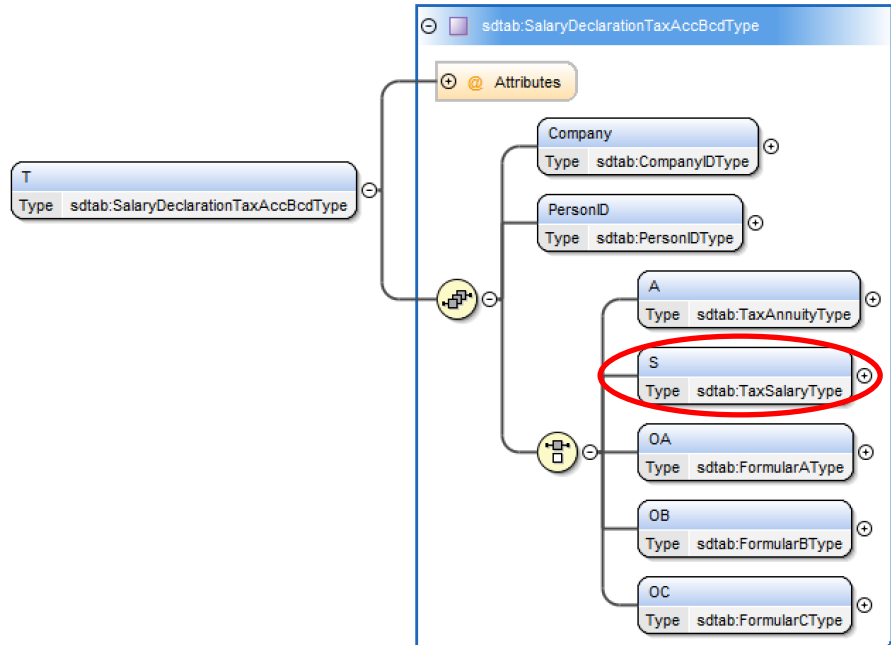 sdtab:SalaryDeclarationTaxAccBcdType
@ Attributes
Company
Type sdtab:CompanyIDType
T
Type sdtab:SalaryDeclarationTaxAccBcdType
PersonID
Type sdtab:PersonIDType
A
Type sdtab:TaxAnnuityType
S
Type sdtab:TaxSalaryType
OA
Type sdtab:FormularAType
OB
Type sdtab:FormularBType
OC
Type sdtab:FormularCType